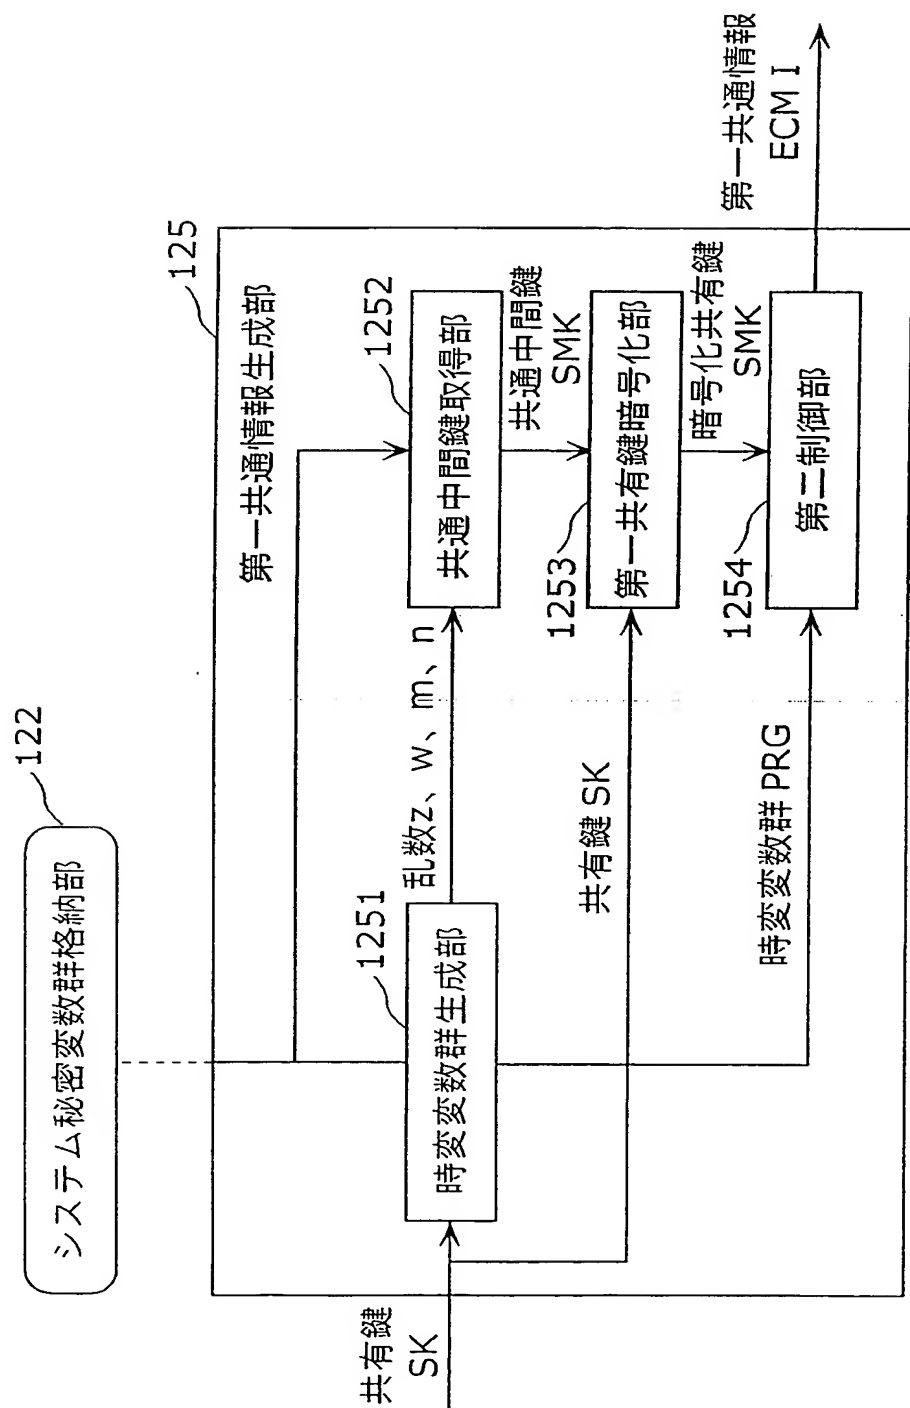 システム秘密変数群格納部
122
125
第一共通情報生成部
1251
時変変数群生成部
共有鍵
SK
乱数z、w、m、n
1252
共通中間鍵取得部
共通中間鍵
SMK
共有鍵 SK
1253
第一共有鍵暗号化部
暗号化共有鍵
SMK
時変変数群 PRG
1254
第二制御部
第一共通情報
ECM I